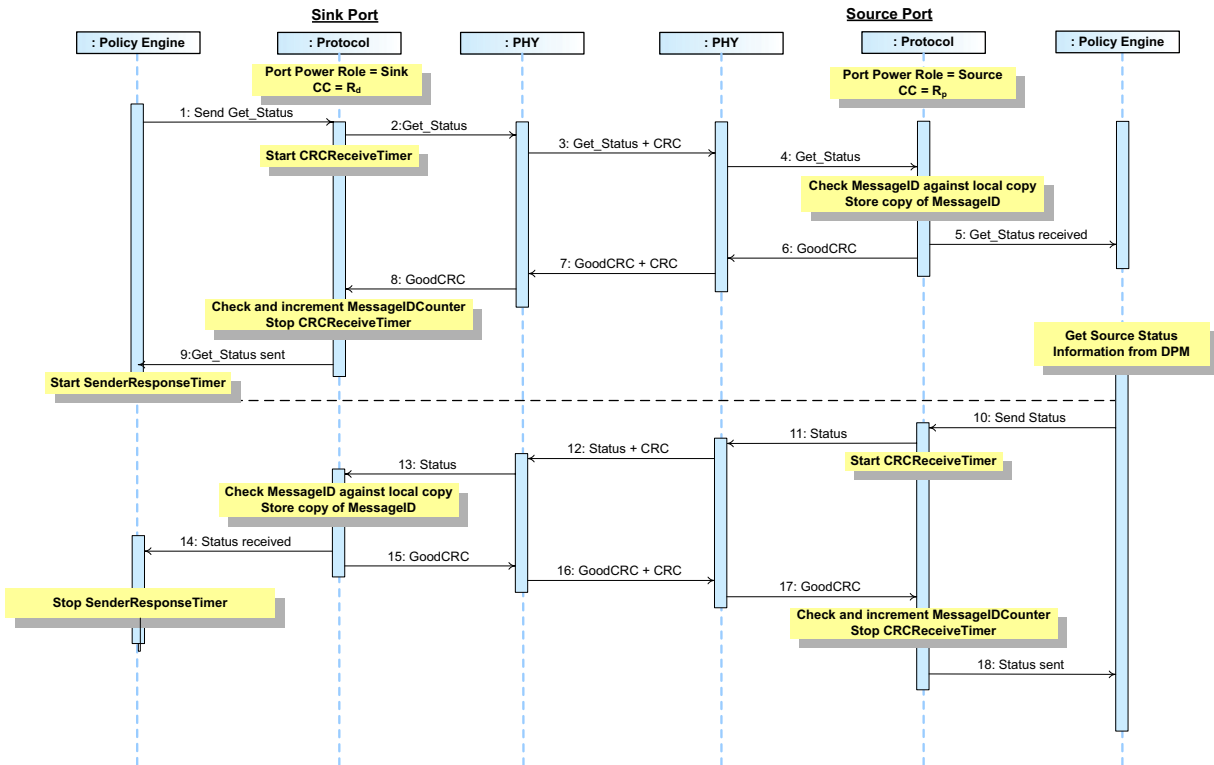 Sink Port
Source Port
: Policy Engine
: Protocol
: PHY
: PHY
: Protocol
: Policy Engine
Port Power Role = Sink
CC = Rd
Port Power Role = Source
CC = Rp
1: Send Get_Status
2:Get_Status
Start CRCReceiveTimer
3: Get_Status + CRC
4: Get_Status
Check MessageID against local copy
Store copy of MessageID
5: Get_Status received
6: GoodCRC
7: GoodCRC + CRC
8: GoodCRC
Check and increment MessageIDCounter
Stop CRCReceiveTimer
9:Get_Status sent
Start SenderResponseTimer
Get Source Status
Information from DPM
10: Send Status
11: Status
Start CRCReceiveTimer
12: Status + CRC
13: Status
Check MessageID against local copy
Store copy of MessageID
14: Status received
15: GoodCRC
16: GoodCRC + CRC
17: GoodCRC
Stop SenderResponseTimer
Check and increment MessageIDCounter
Stop CRCReceiveTimer
18: Status sent